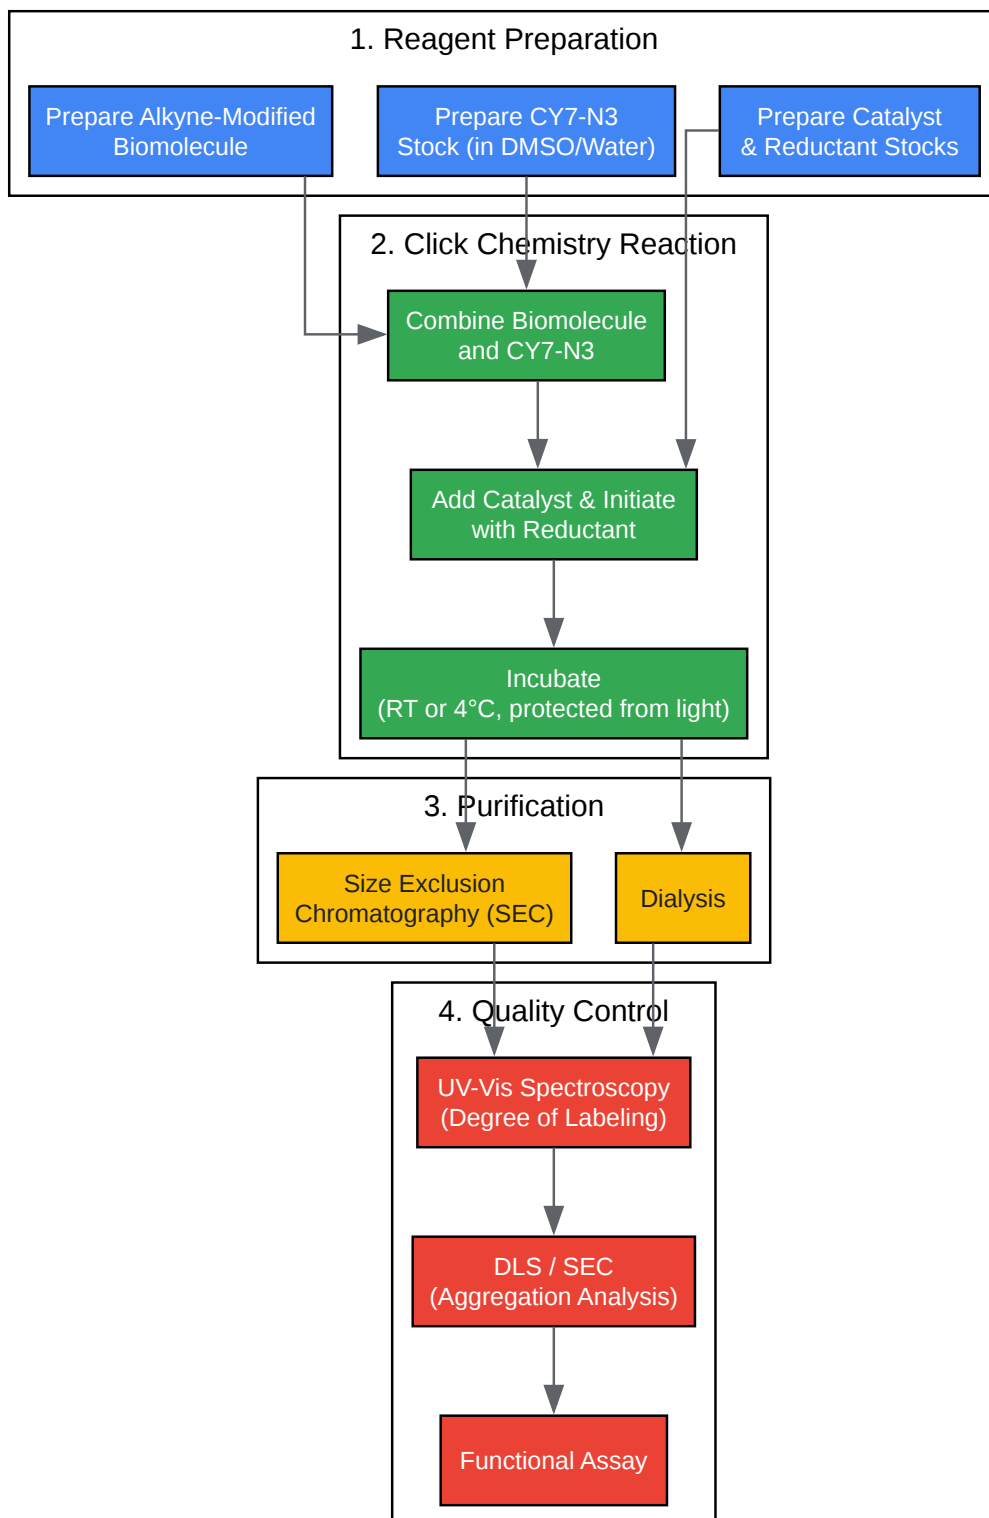 1. Reagent Preparation
Prepare Alkyne-Modified
Biomolecule
Prepare CY7-N3
Stock (in DMSO/Water)
Prepare Catalyst
& Reductant Stocks
2. Click Chemistry Reaction
Combine Biomolecule
and CY7-N3
Add Catalyst & Initiate
with Reductant
Incubate
(RT or 4°C, protected from light)
3. Purification
Size Exclusion
Chromatography (SEC)
Dialysis
4. Quality Control
UV-Vis Spectroscopy
(Degree of Labeling)
DLS / SEC
(Aggregation Analysis)
Functional Assay